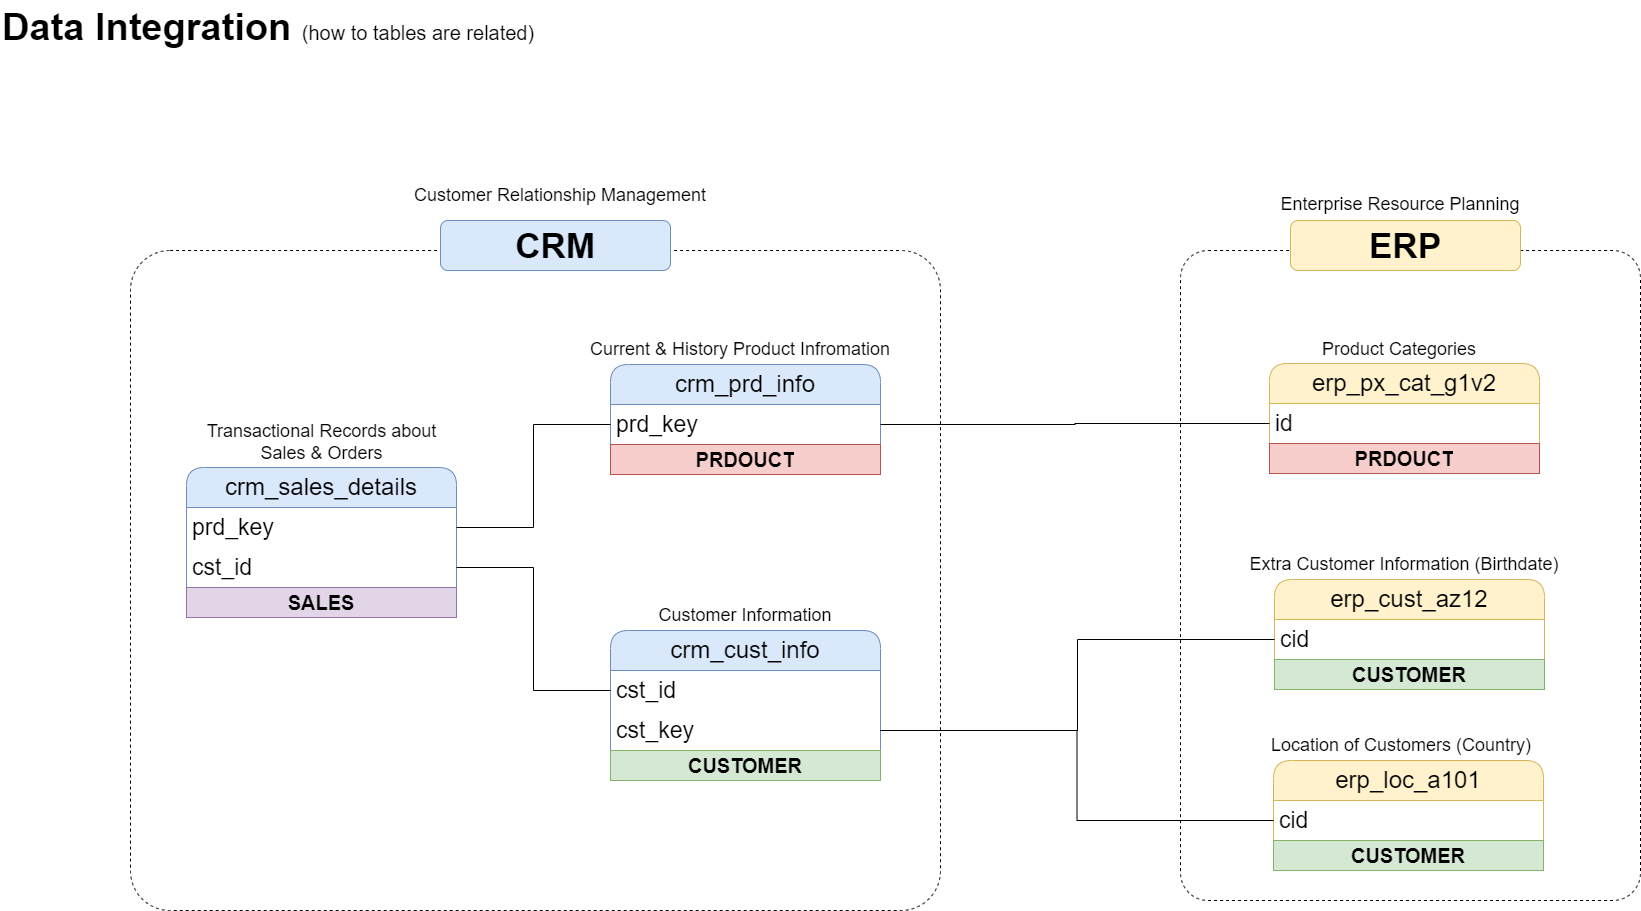 Data Integration (how to tables are related)
Customer Relationship Management
CRM
Current & History Product Infromation
crm_prd_info
prd_key
PRDOUCT
Transactional Records about
Sales & Orders
crm_sales_details
prd_key
cst_id
SALES
Customer Information
crm_cust_info
cst_id
cst_key
CUSTOMER
Enterprise Resource Planning
ERP
Product Categories
erp_px_cat_g1v2
id
PRDOUCT
Extra Customer Information (Birthdate)
erp_cust_az12
cid
CUSTOMER
Location of Customers (Country)
erp_loc_a101
cid
CUSTOMER